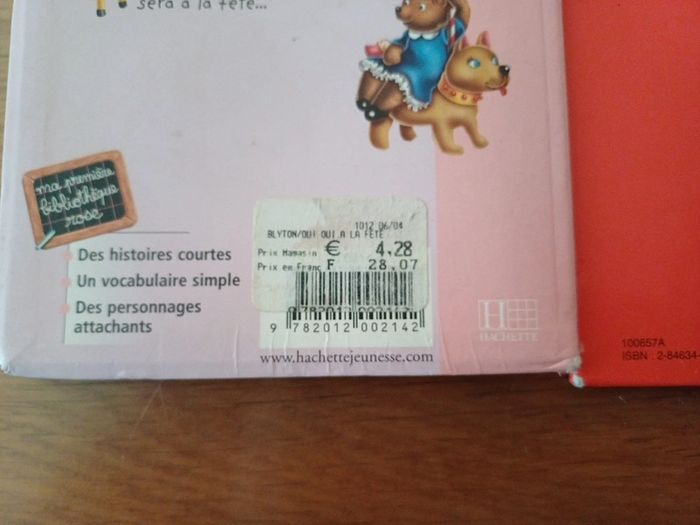 sera à la fête...
ma première
bibliothèque
rose
Des histoires courtes
Un vocabulaire simple
Des personnages
attachants
1012 06/04
BLYTON/OUI OUI A LA FETE
Prix Mamasin € 4,28
Prix em Franc F 28,07
9 782012 002142
www.hachettejeunesse.com
H
HACHETTE
100657A
ISBN : 2-84634-